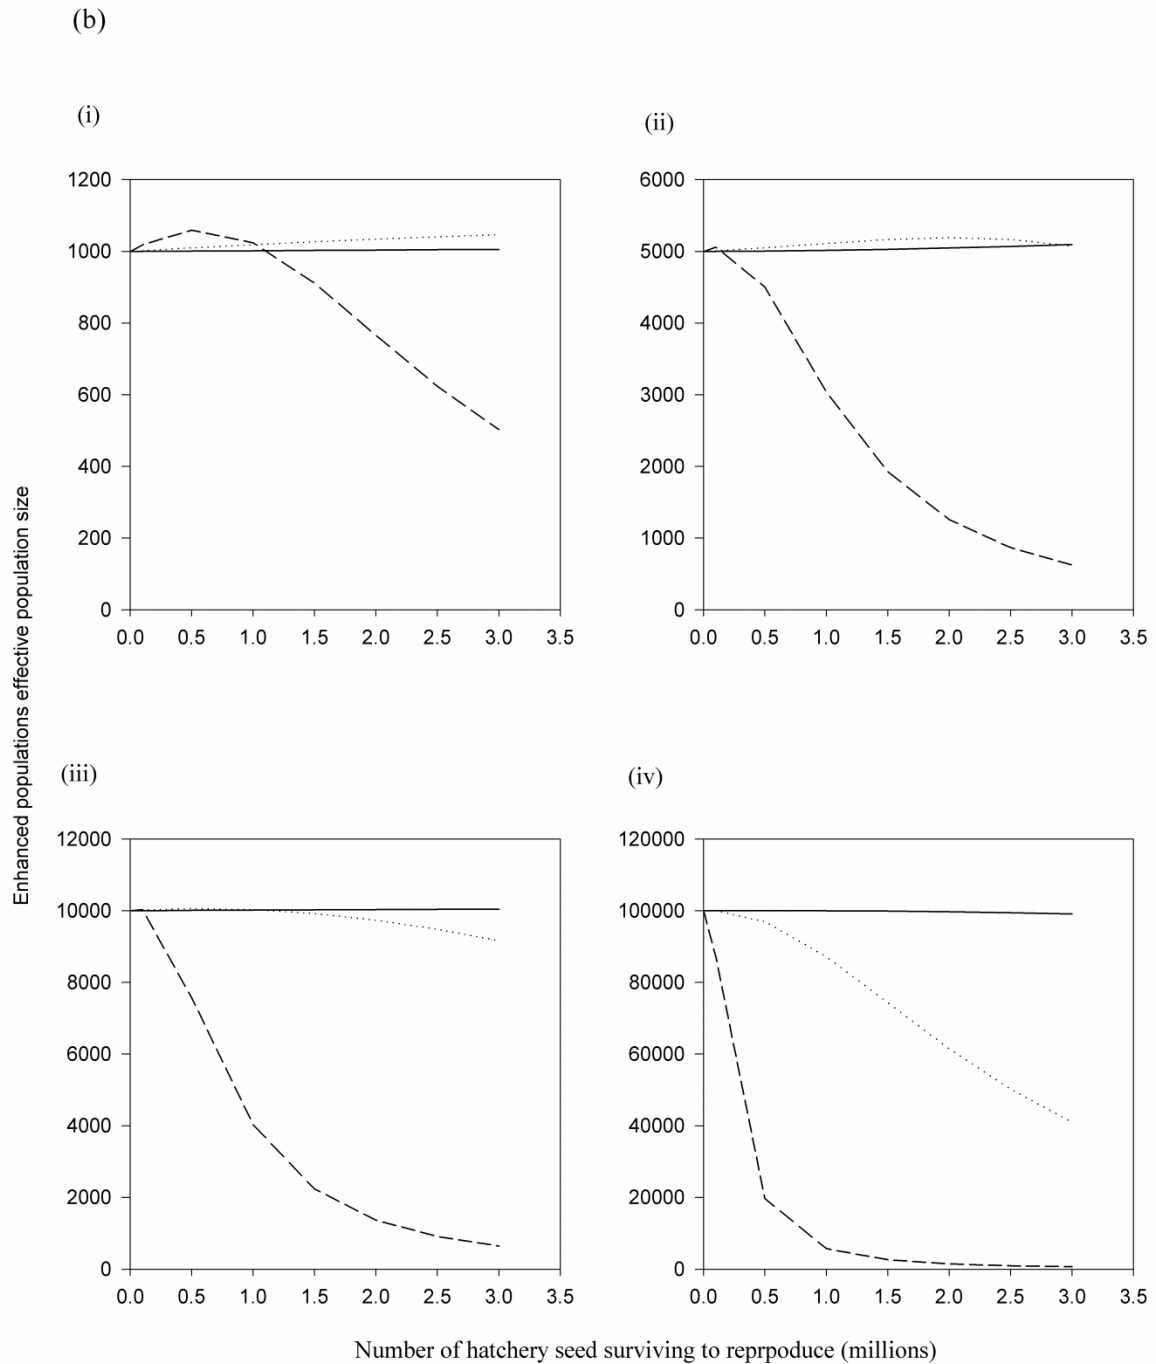 (b)
(i)
(ii)
1200
1000
800
600
400
200
0
0.0 0.5 1.0 1.5 2.0 2.5 3.0 3.5
6000
5000
4000
3000
2000
1000
0
0.0 0.5 1.0 1.5 2.0 2.5 3.0 3.5
Enhanced populations effective population size
(iii)
(iv)
12000
10000
8000
6000
4000
2000
0
0.0 0.5 1.0 1.5 2.0 2.5 3.0 3.5
120000
100000
80000
60000
40000
20000
0
0.0 0.5 1.0 1.5 2.0 2.5 3.0 3.5
Number of hatchery seed surviving to reprpoduce (millions)